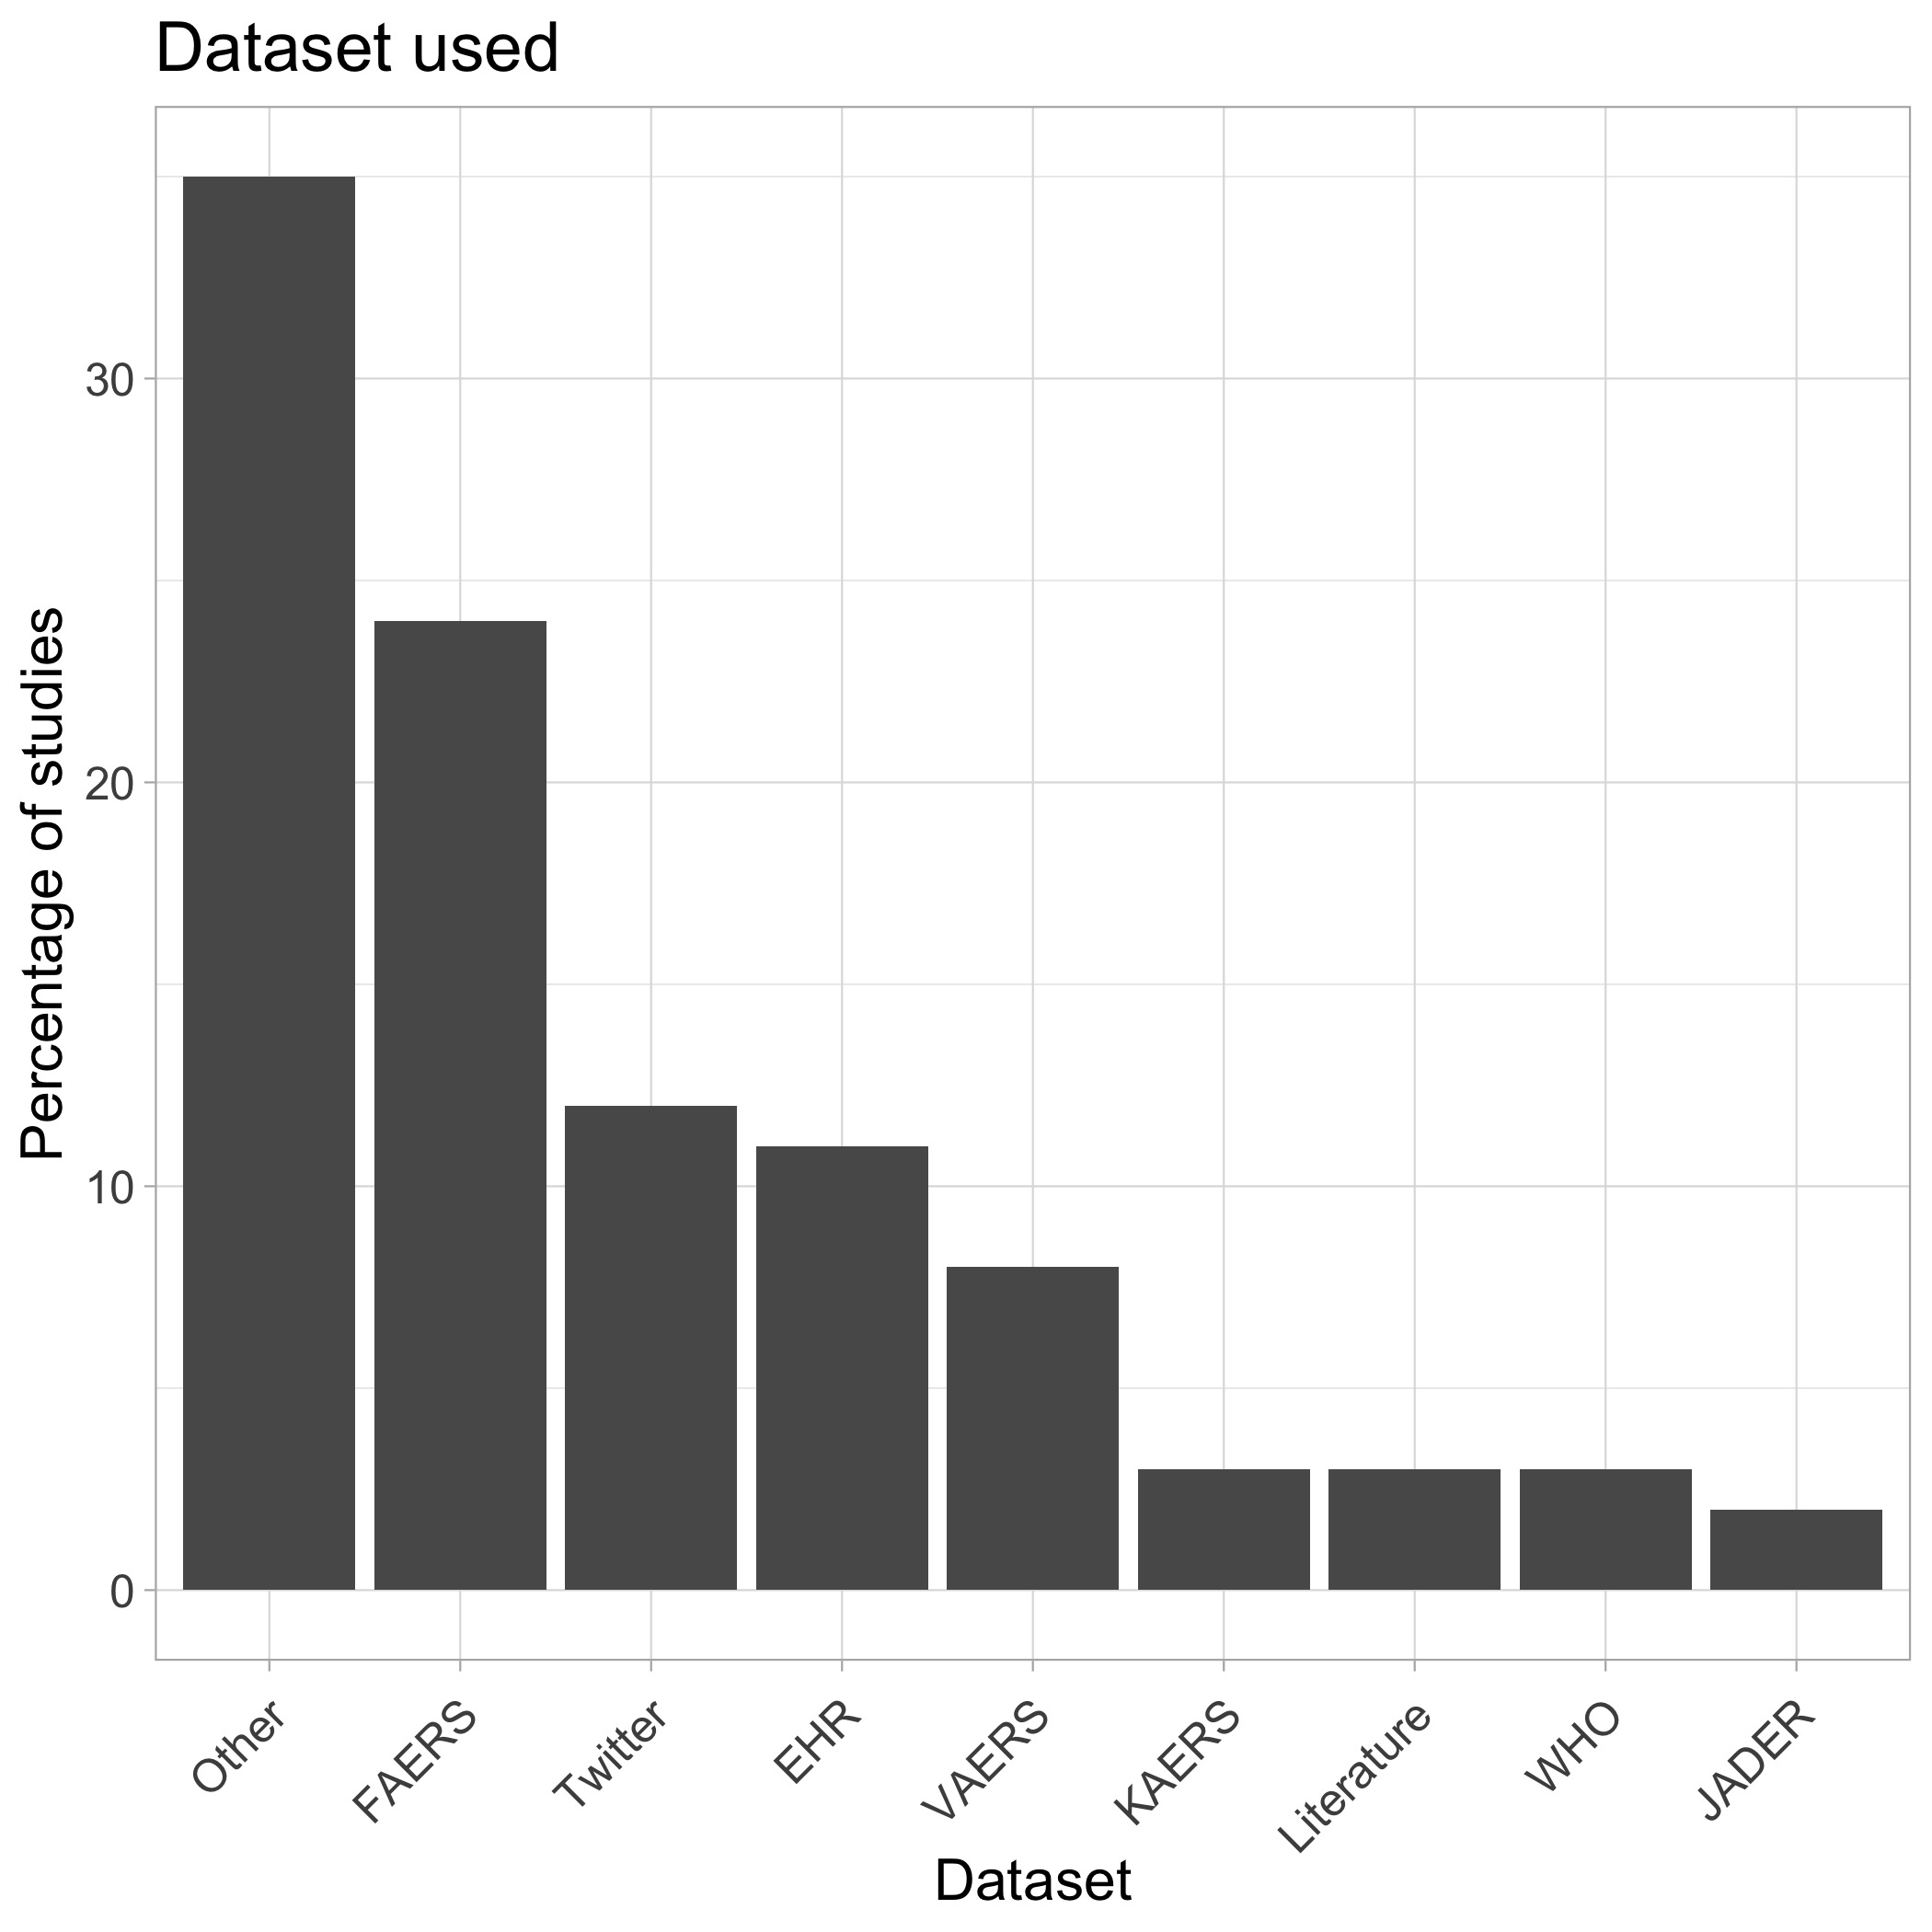 Dataset used
Percentage of studies
30
20
10
0
Other
FAERS
Twitter
EHR
VAERS
KAERS
Literature
WHO
JADER
Dataset